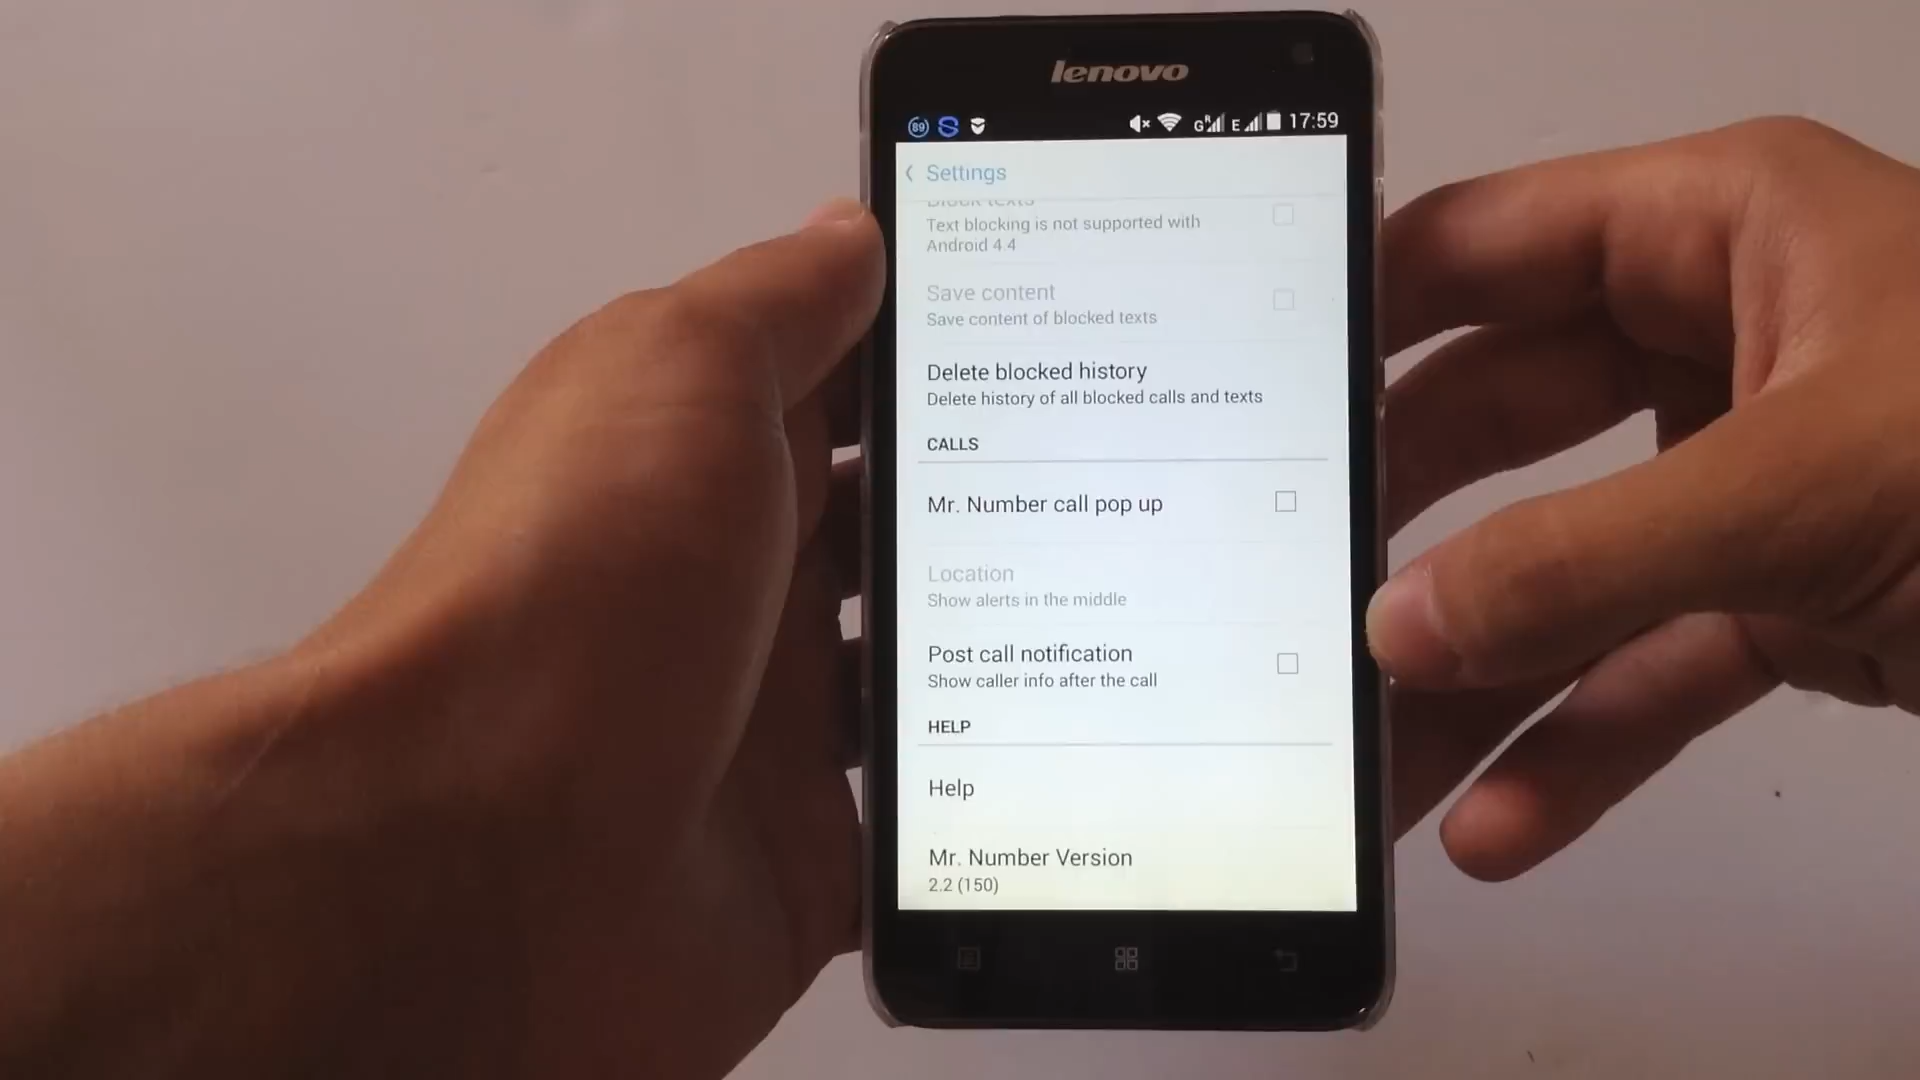 lenovo
89
17:59
Settings
Block texts
Text blocking is not supported with
Android 4.4
Save content
Save content of blocked texts
Delete blocked history
Delete history of all blocked calls and texts
CALLS
Mr. Number call pop up
Location
Show alerts in the middle
Post call notification
Show caller info after the call
HELP
Help
Mr. Number Version
2.2 (150)